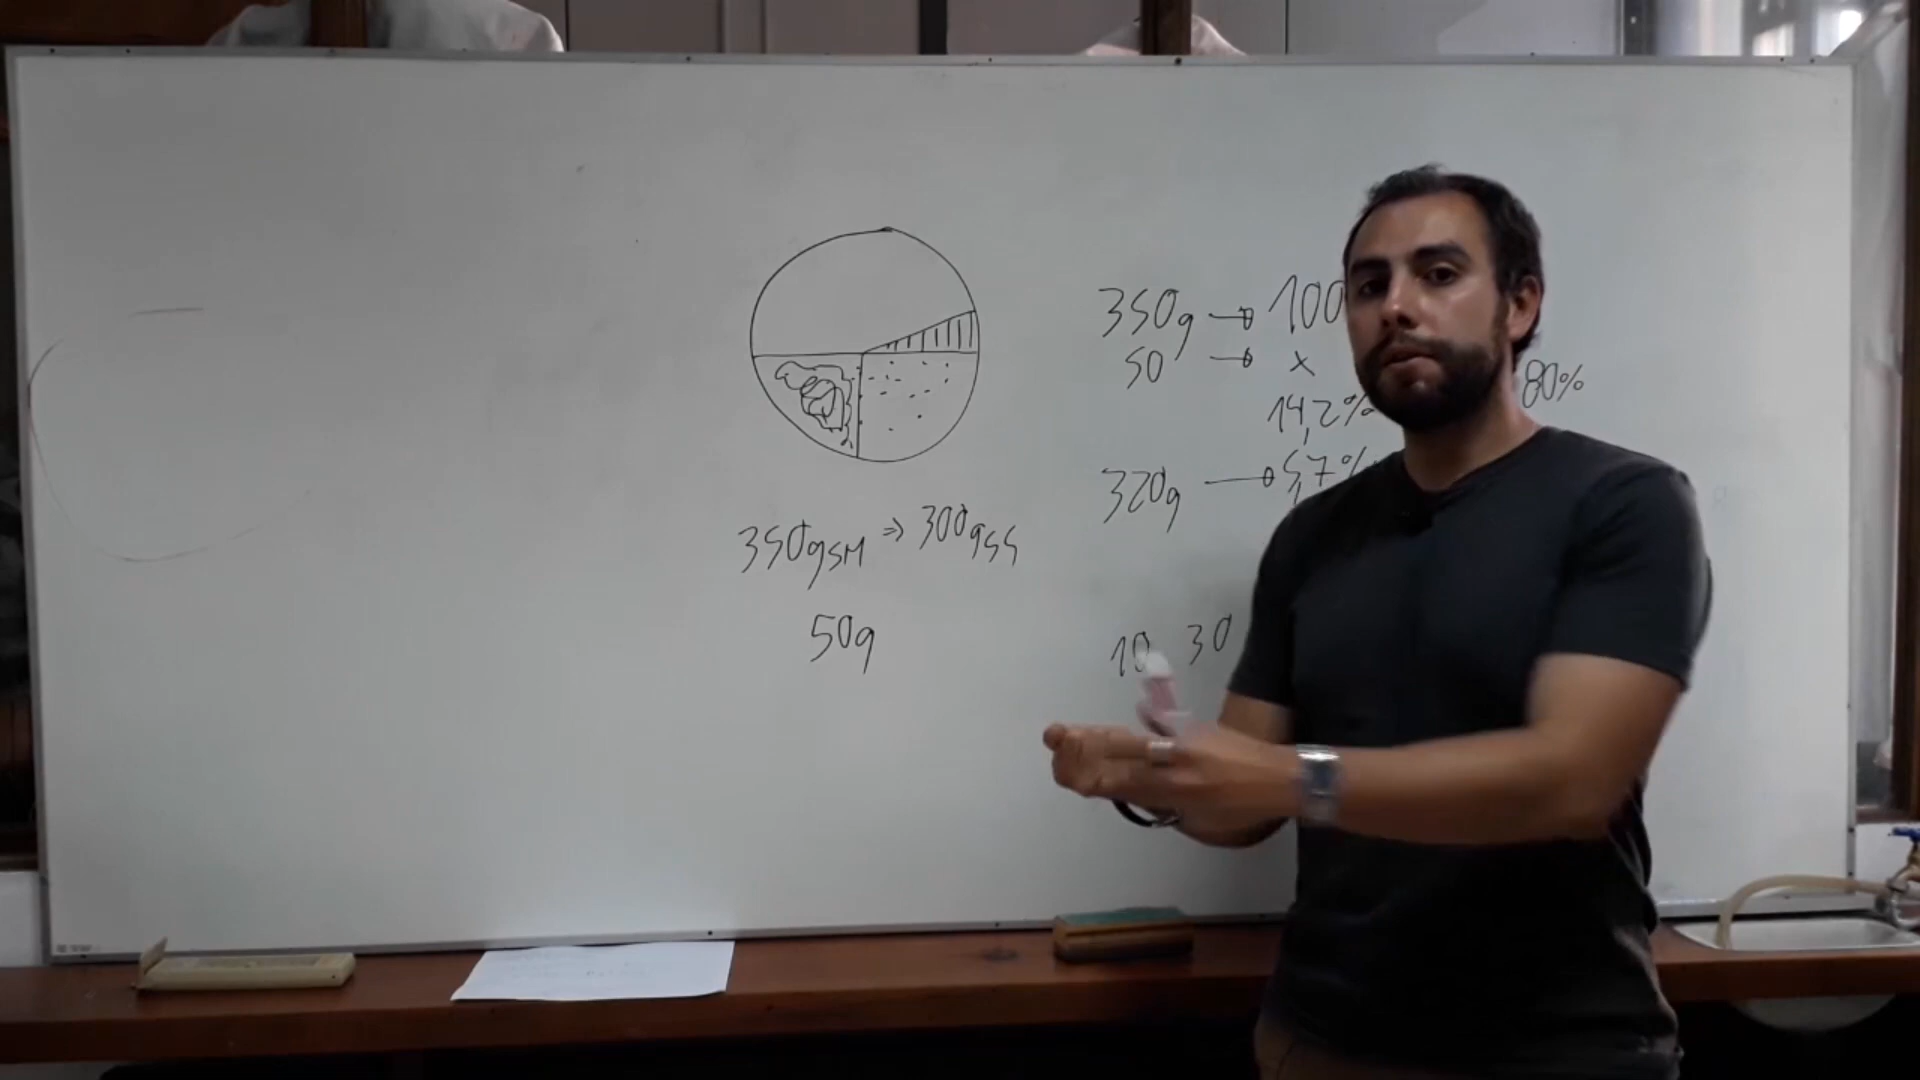 350g → 100
50 → x
14,2%
80%
320g → 5,7%
350gSM ⇒ 300gSS
50g
10 30